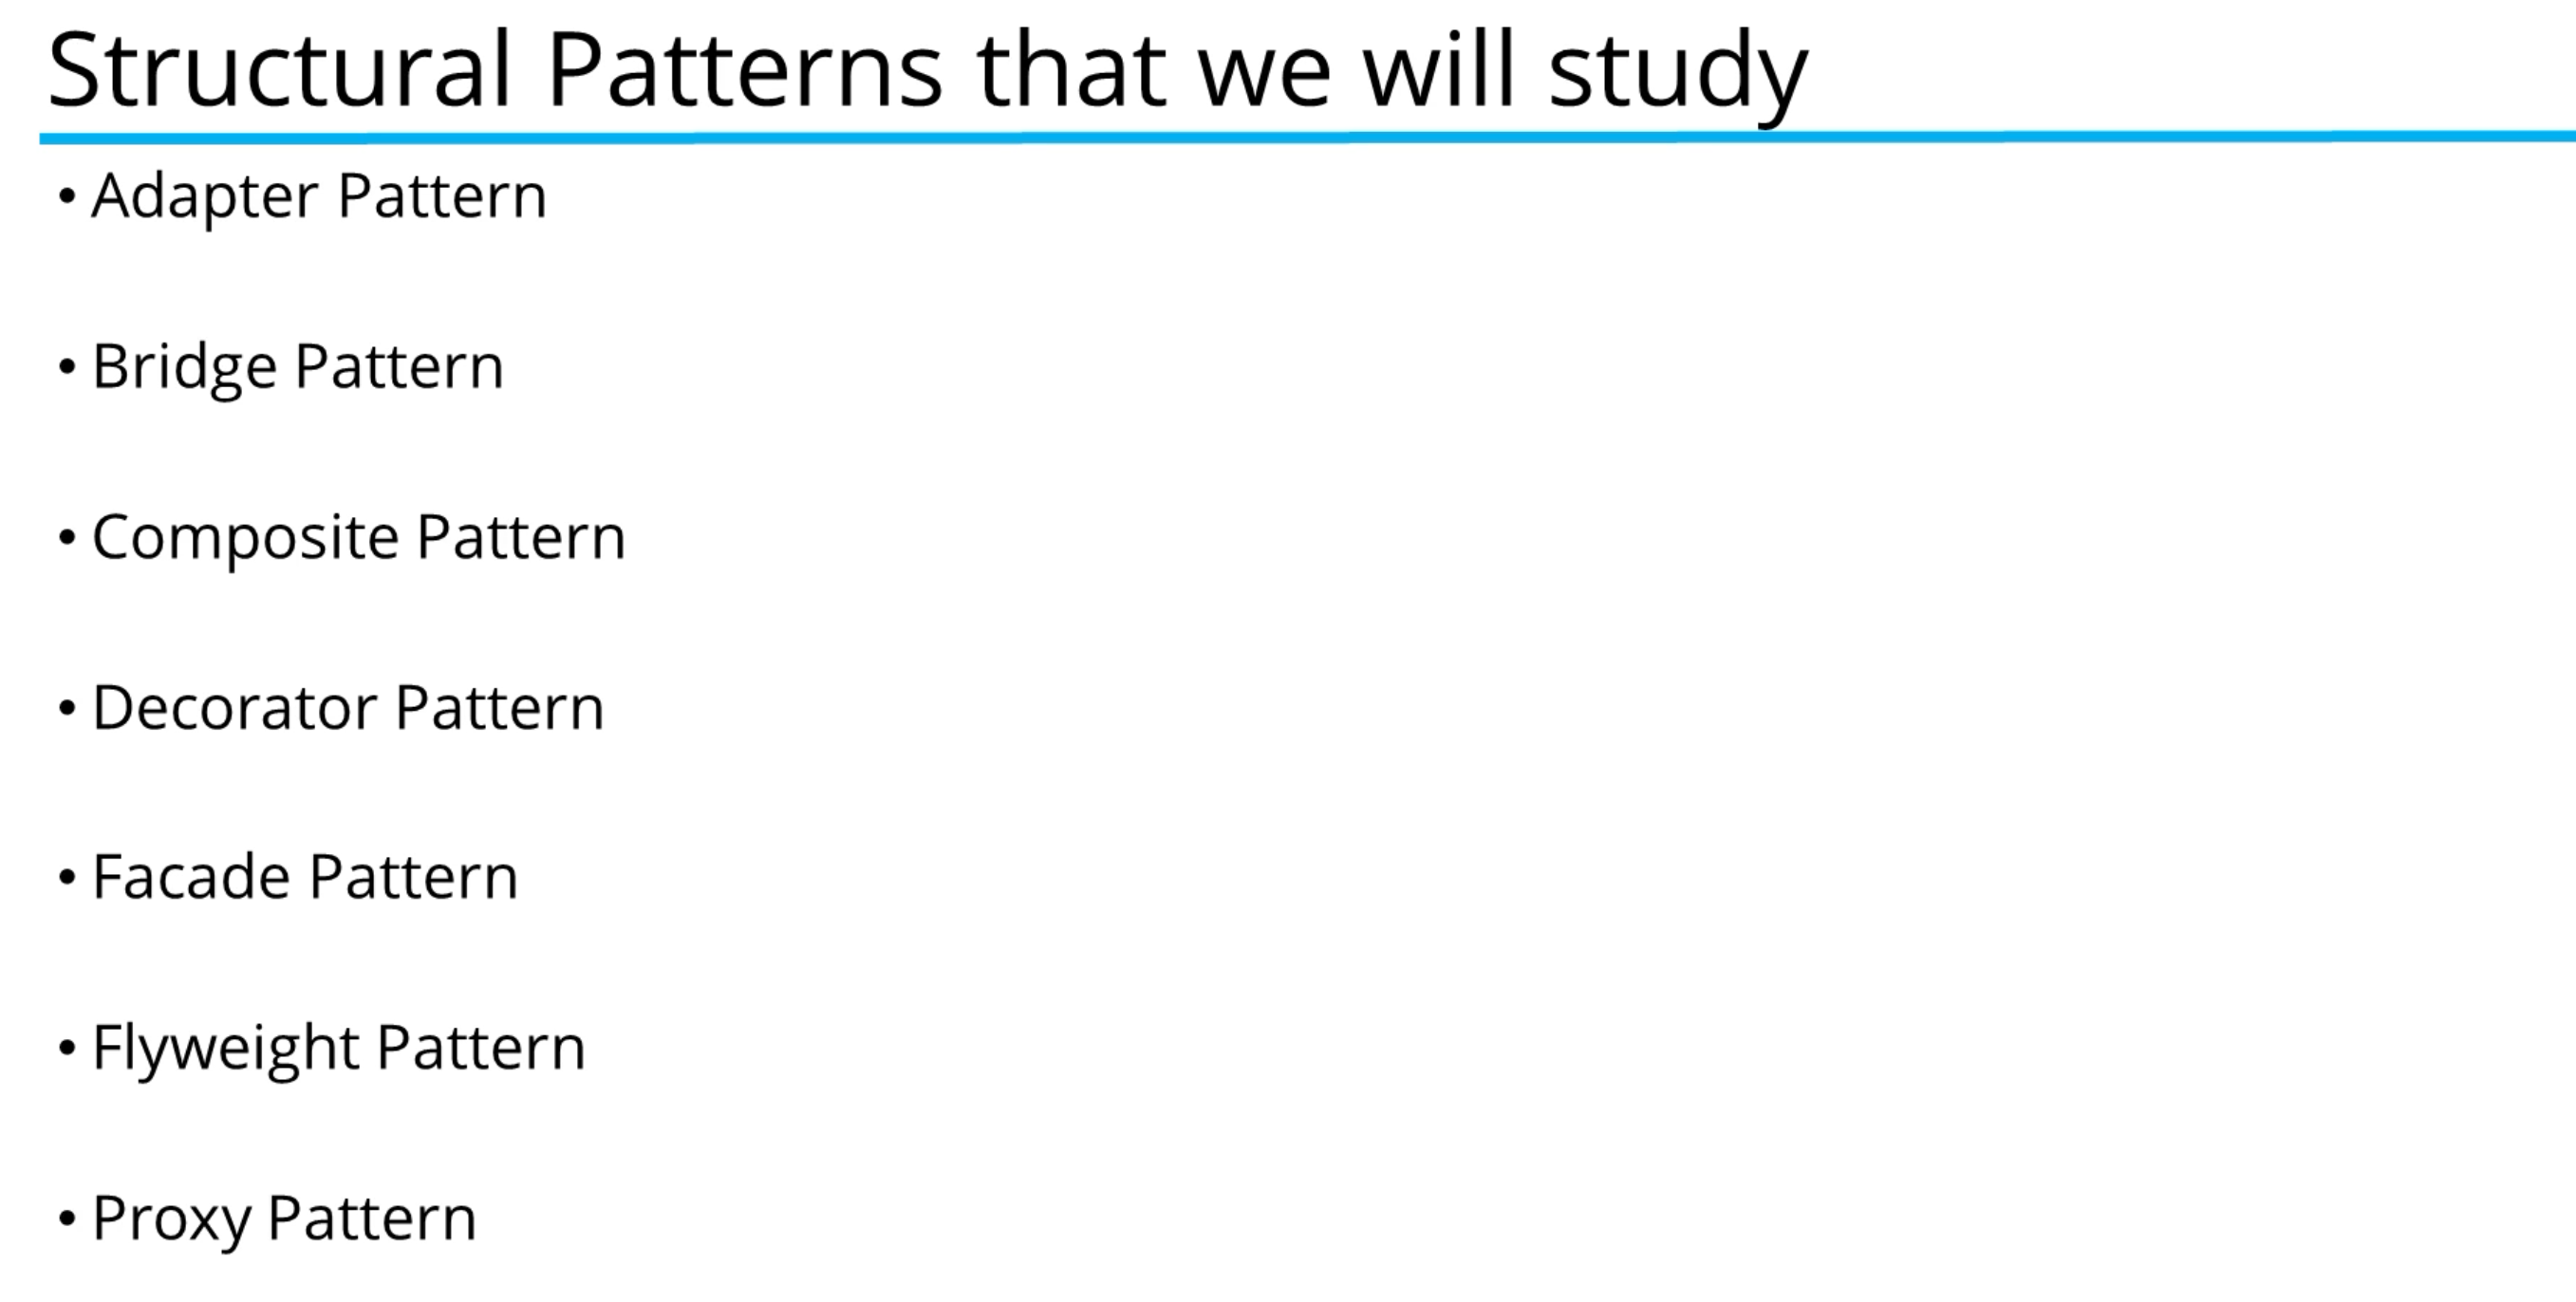 Structural Patterns that we will study
• Adapter Pattern
• Bridge Pattern
• Composite Pattern
• Decorator Pattern
• Facade Pattern
• Flyweight Pattern
• Proxy Pattern